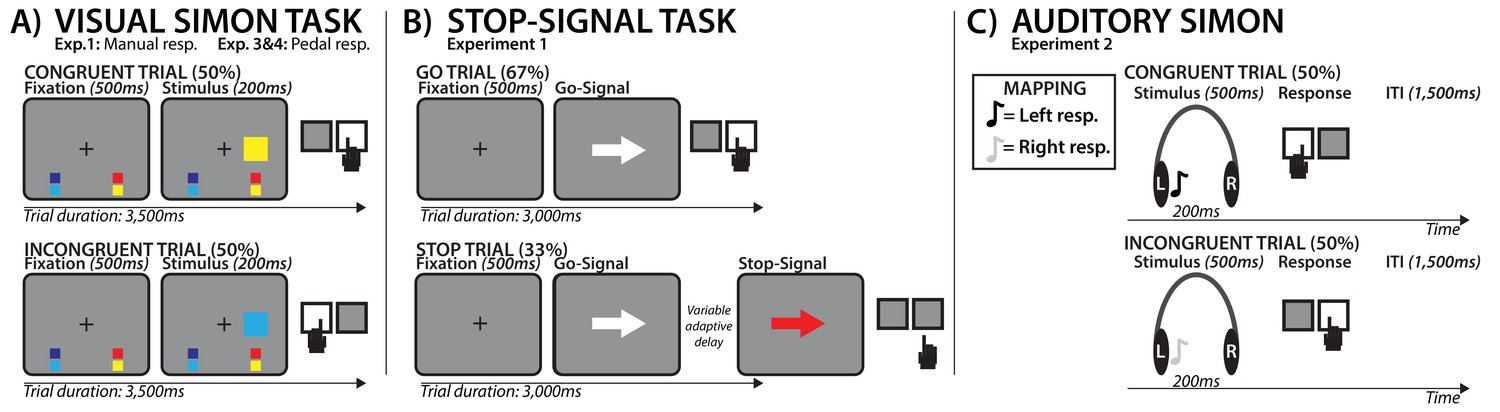 A) VISUAL SIMON TASK
Exp.1: Manual resp. Exp. 3&4: Pedal resp.
CONGRUENT TRIAL (50%)
Fixation (500ms) Stimulus (200ms)
Trial duration: 3,500ms
INCONGRUENT TRIAL (50%)
Fixation (500ms) Stimulus (200ms)
Trial duration: 3,500ms
B) STOP-SIGNAL TASK
Experiment 1
GO TRIAL (67%)
Fixation (500ms) Go-Signal
Trial duration: 3,000ms
STOP TRIAL (33%)
Fixation (500ms) Go-Signal Stop-Signal
Variable
adaptive
delay
Trial duration: 3,000ms
C) AUDITORY SIMON
Experiment 2
MAPPING
= Left resp.
= Right resp.
CONGRUENT TRIAL (50%)
Stimulus (500ms) Response ITI (1,500ms)
L R
200ms
Time
INCONGRUENT TRIAL (50%)
Stimulus (500ms) Response ITI (1,500ms)
L R
200ms
Time